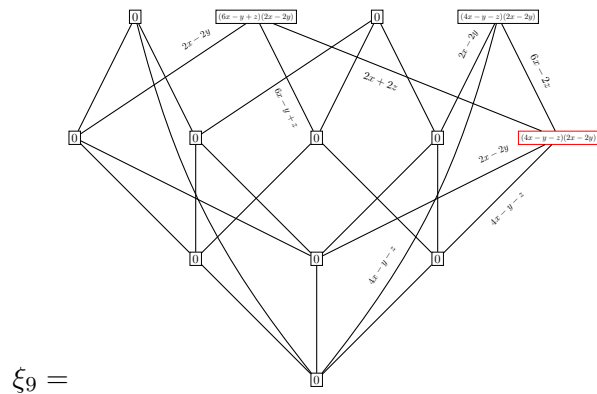 0 (6x − y + z)(2x − 2y) 0 (4x − y − z)(2x − 2y)
2x − 2y 6x − y + z 2x + 2z 2x − 2y 6x − 2z
0 0 0 0 (4x − y − z)(2x − 2y)
2x − 2y 4x − y − z
0 0 0
4x − y − z
0
ξ₉ =